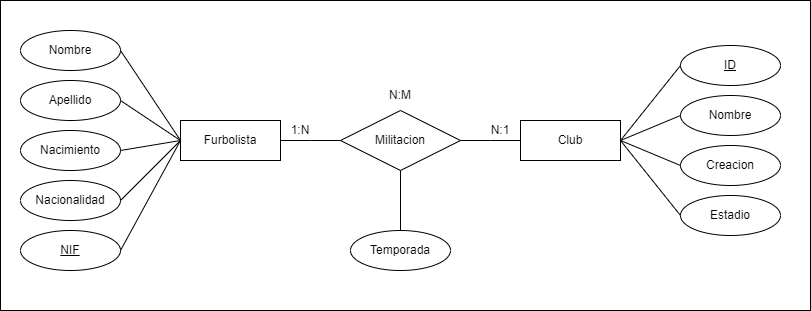 Nombre
Apellido
Nacimiento
Nacionalidad
NIF
Furbolista
1:N
N:M
Militacion
Temporada
N:1
Club
ID
Nombre
Creacion
Estadio